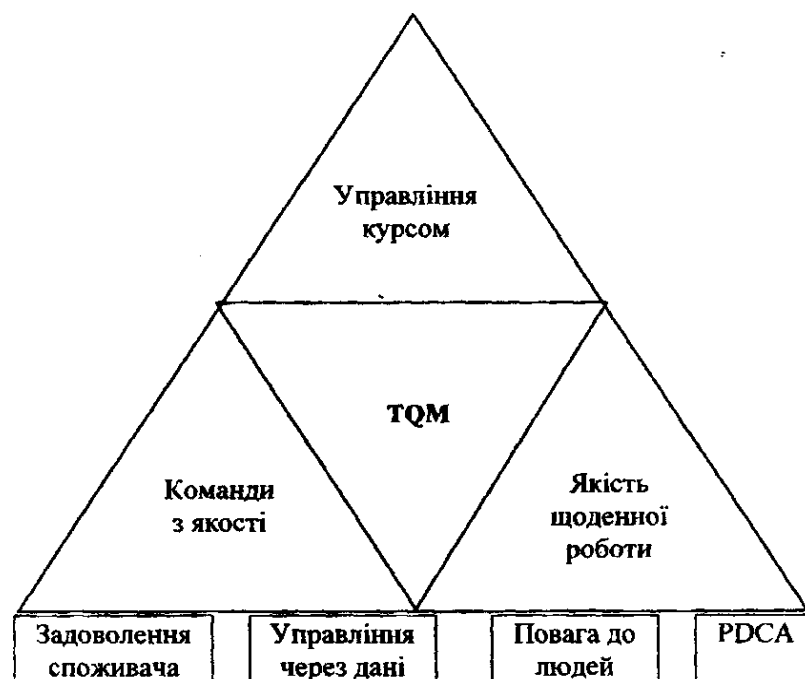 Управління
курсом
TQM
Команди
з якості
Якість
щоденної
роботи
Задоволення
споживача
Управління
через дані
Повага до
людей
PDCA